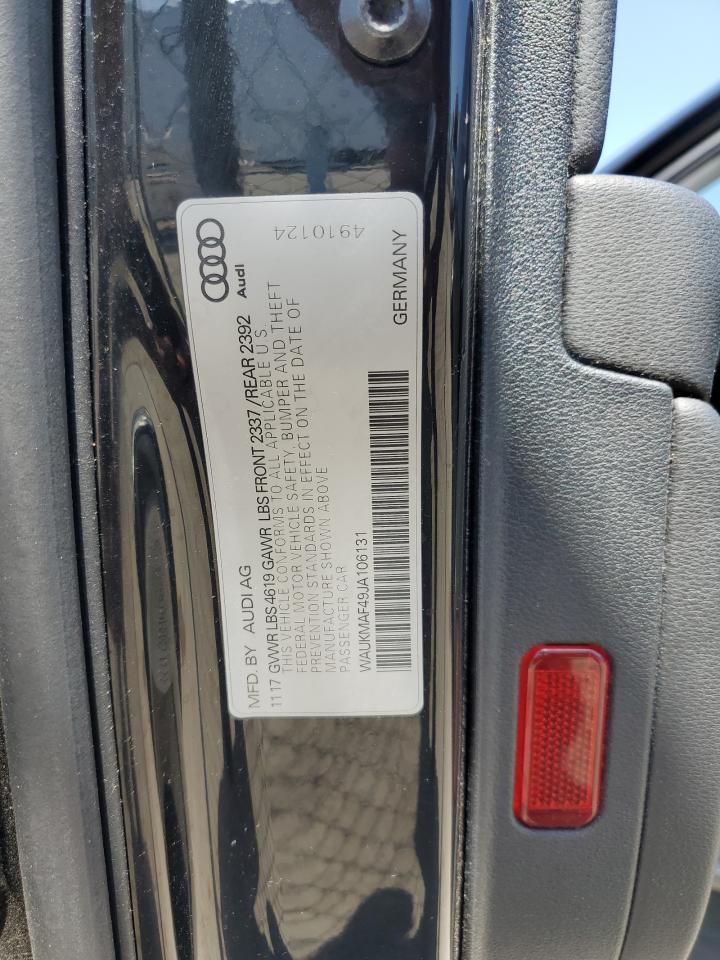 MFD. BY AUDI AG
11 17 GVWR LBS 4619 GAWR LBS FRONT 2337 / REAR 2392
THIS VEHICLE CONFORMS TO ALL APPLICABLE U S
FEDERAL MOTOR VEHICLE SAFETY, BUMPER AND THEFT
PREVENTION STANDARDS IN EFFECT ON THE DATE OF
MANUFACTURE SHOWN ABOVE
PASSENGER CAR
WAUKMAF49JA106131
Audi
4910124
GERMANY